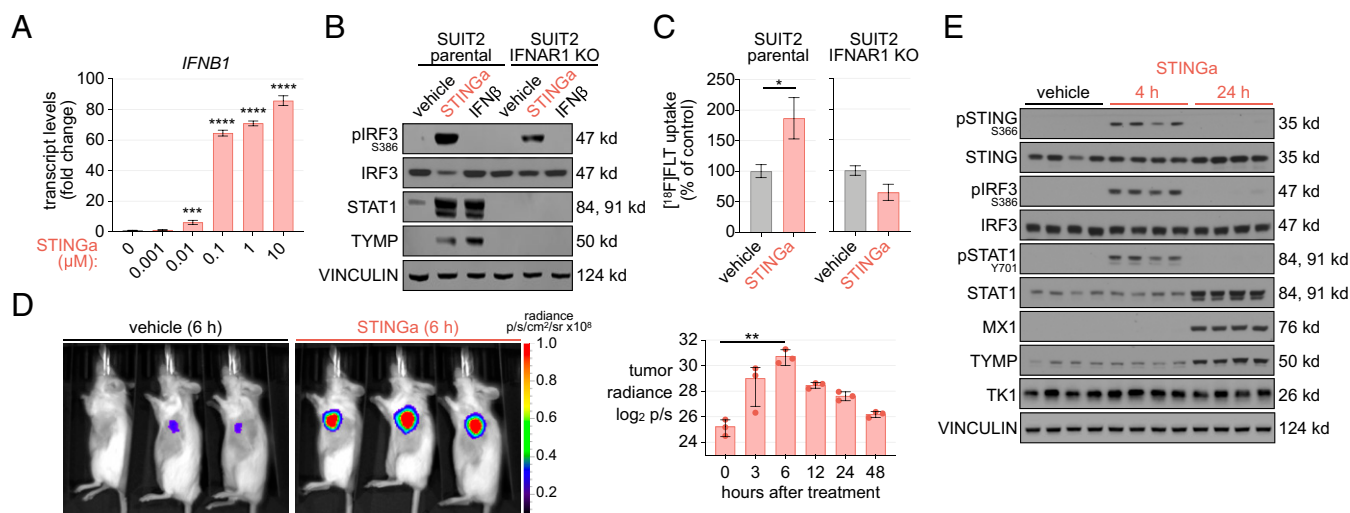 A
IFNB1
transcript levels
(fold change)
100
80
60
40
20
0
***
****
****
****
STINGa
(µM):
0
0.001
0.01
0.1
1
10
B
SUIT2
parental
SUIT2
IFNAR1 KO
vehicle
STINGa
IFNβ
vehicle
STINGa
IFNβ
pIRF3
S386
47 kd
IRF3
47 kd
STAT1
84, 91 kd
TYMP
50 kd
VINCULIN
124 kd
C
SUIT2
parental
SUIT2
IFNAR1 KO
[¹⁸F]FLT uptake
(% of control)
250
200
150
100
50
0
*
vehicle
STINGa
vehicle
STINGa
D
vehicle (6 h)
STINGa (6 h)
radiance
p/s/cm²/sr x10⁸
1.0
0.8
0.6
0.4
0.2
tumor
radiance
log₂ p/s
32
30
28
26
24
**
0
3
6
12
24
48
hours after treatment
E
STINGa
vehicle
4 h
24 h
pSTING
S366
35 kd
STING
35 kd
pIRF3
S386
47 kd
IRF3
47 kd
pSTAT1
Y701
84, 91 kd
STAT1
84, 91 kd
MX1
76 kd
TYMP
50 kd
TK1
26 kd
VINCULIN
124 kd